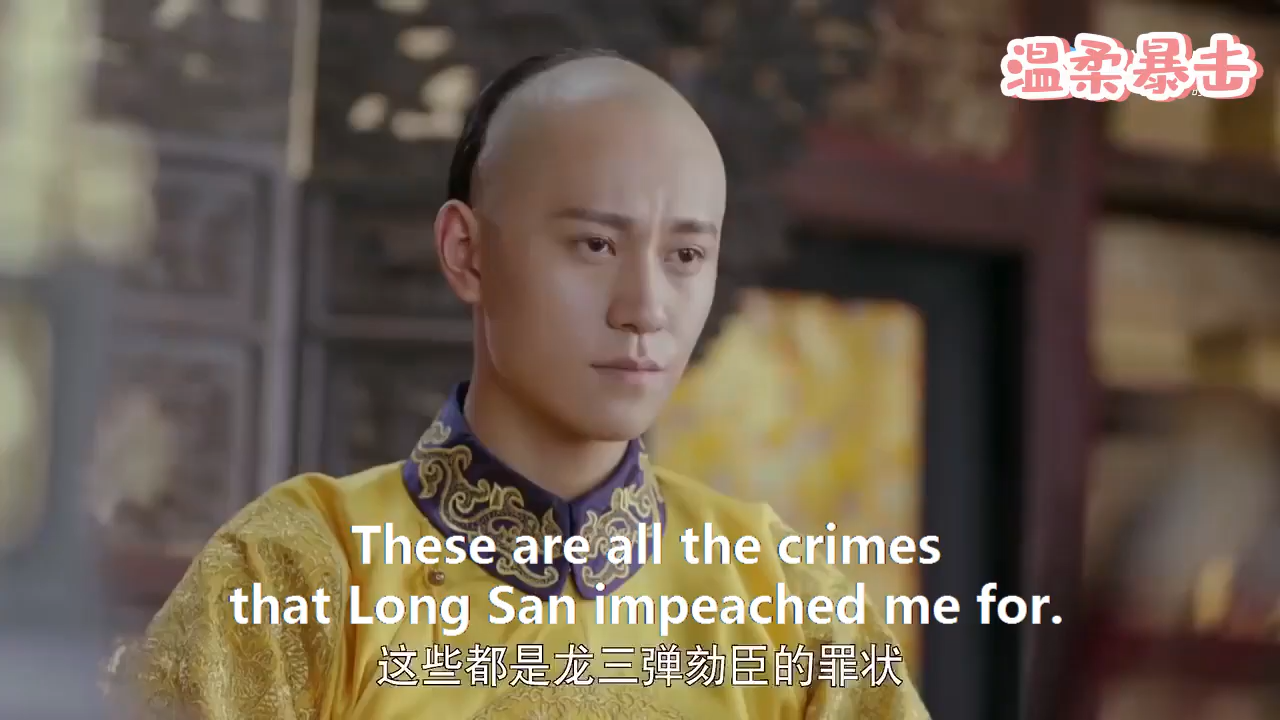 温柔暴击
These are all the crimes
that Long San impeached me for.
这些都是龙三弹劾臣的罪状